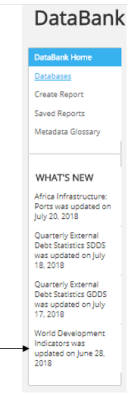 DataBank
DataBank Home
Databases
Create Report
Saved Reports
Metadata Glossary
WHAT'S NEW
Africa Infrastructure:
Ports was updated on
July 20, 2018
Quarterly External
Debt Statistics SDDS
was updated on July
18, 2018
Quarterly External
Debt Statistics GDDS
was updated on July
17, 2018
World Development
Indicators was
updated on June 28,
2018